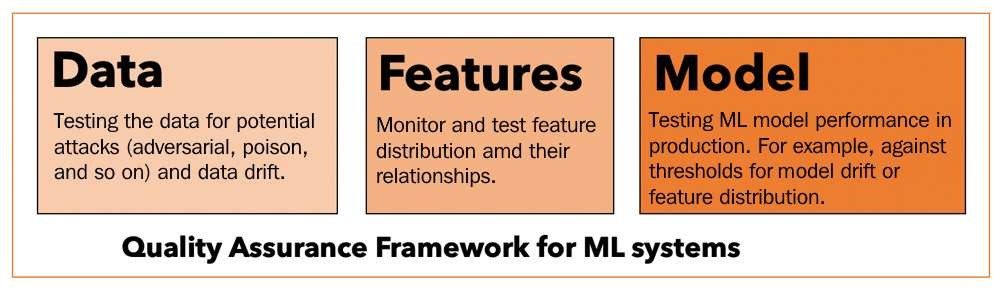 Data
Testing the data for potential
attacks (adversarial, poison,
and so on) and data drift.
Features
Monitor and test feature
distribution amd their
relationships.
Model
Testing ML model performance in
production. For example, against
thresholds for model drift or
feature distribution.
Quality Assurance Framework for ML systems